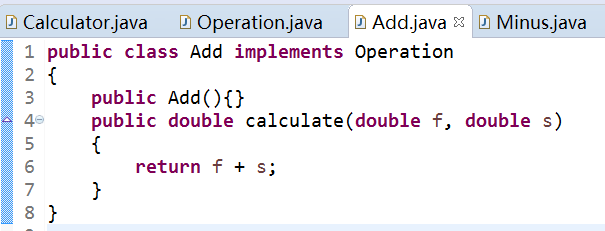 Calculator.java Operation.java Add.java Minus.java
1 public class Add implements Operation
2 {
3     public Add(){}
4     public double calculate(double f, double s)
5     {
6         return f + s;
7     }
8 }